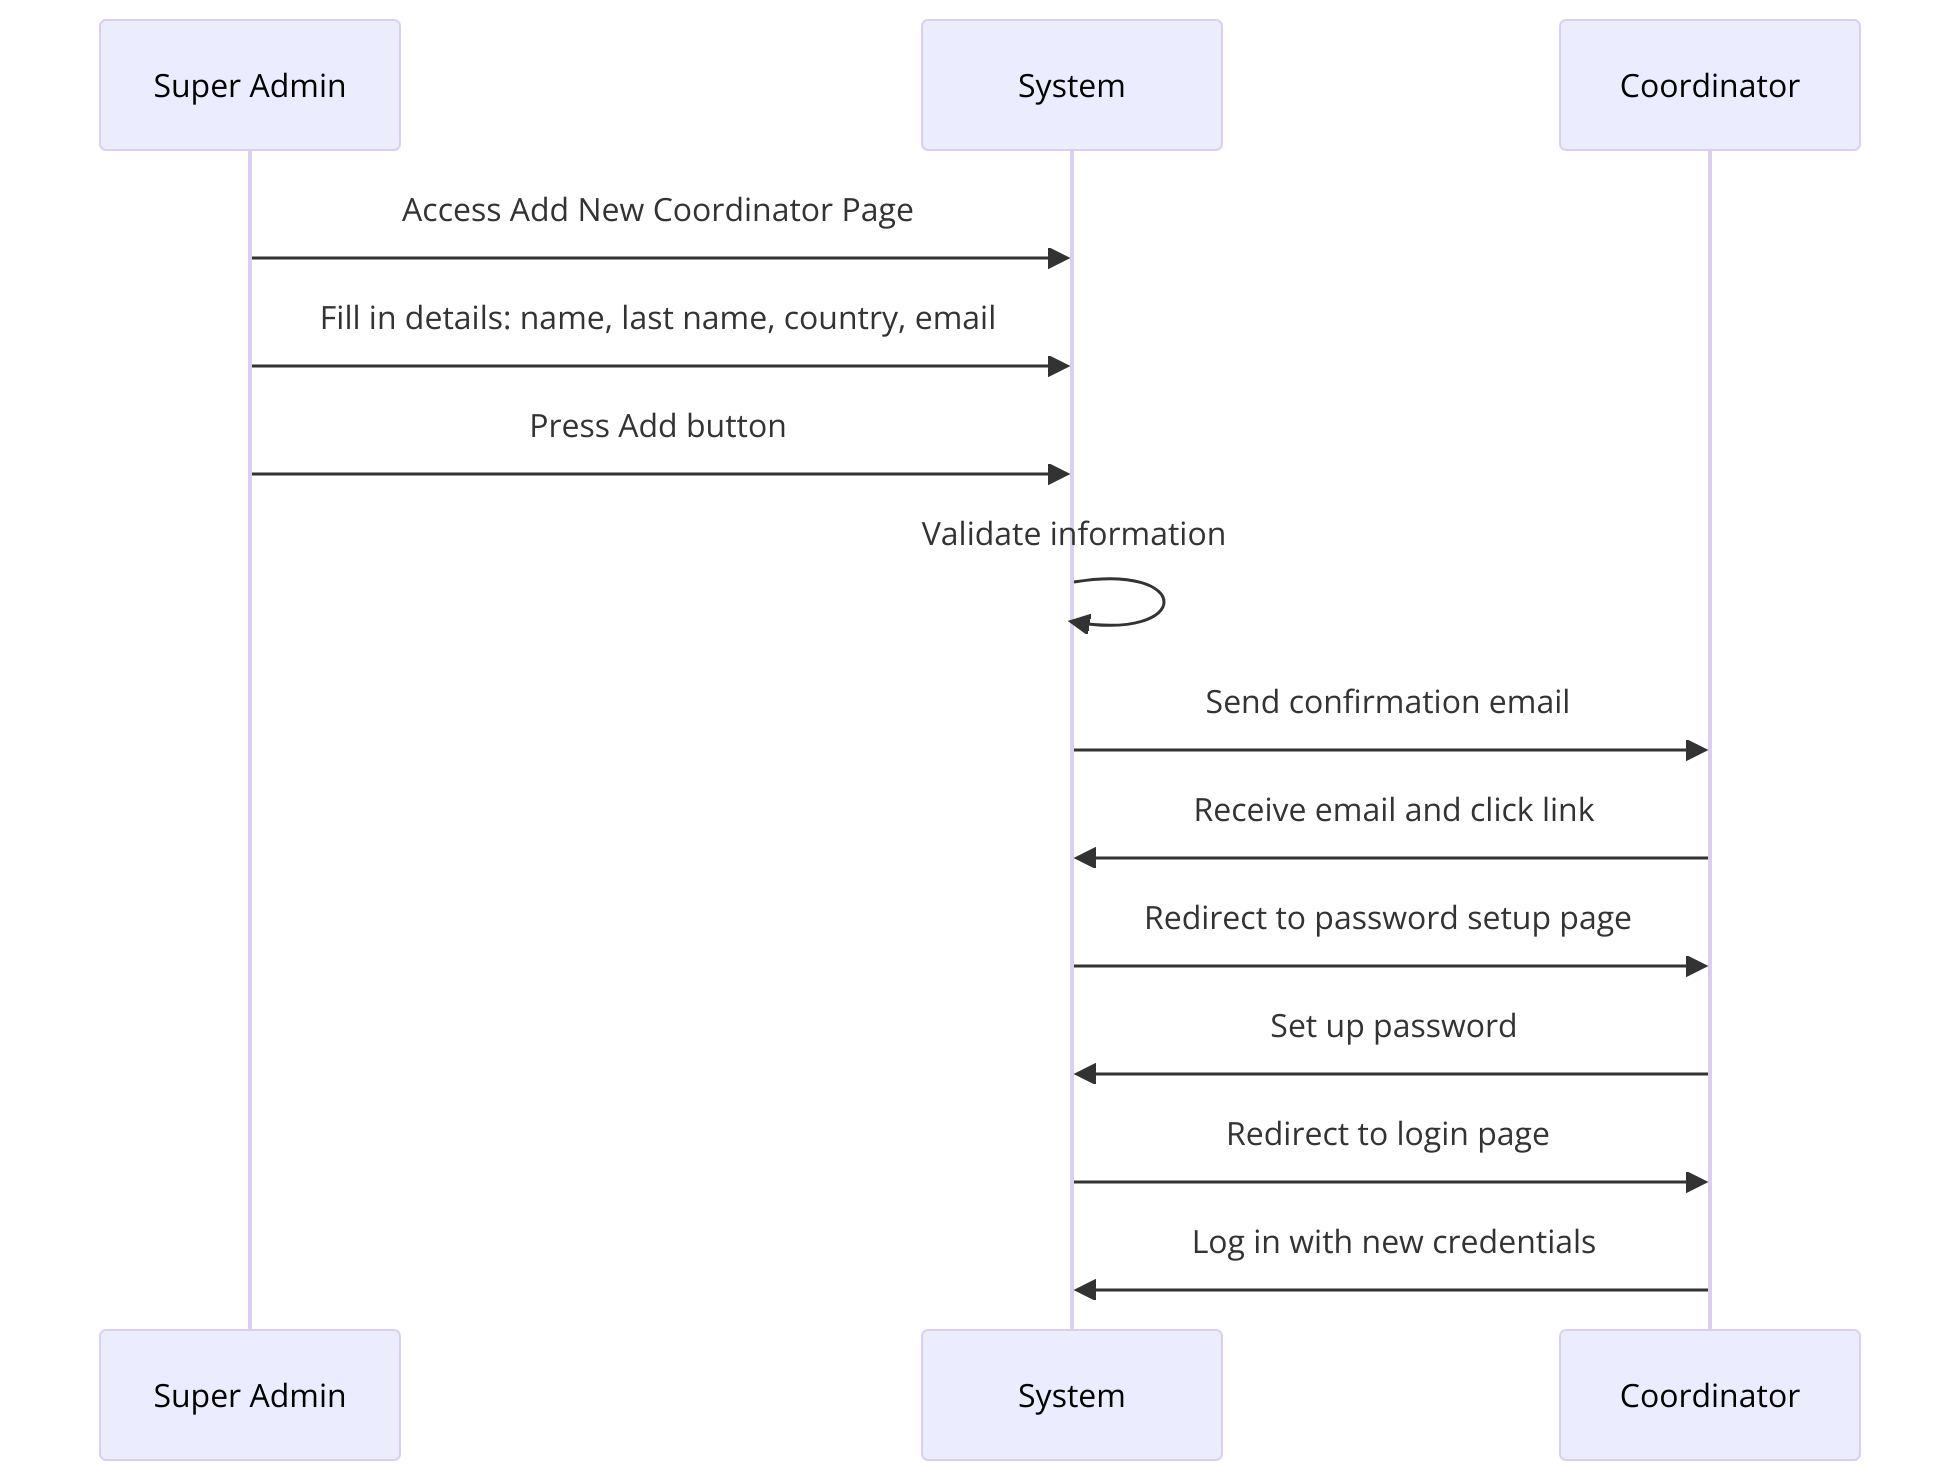 Super Admin
System
Coordinator
Access Add New Coordinator Page
Fill in details: name, last name, country, email
Press Add button
Validate information
Send confirmation email
Receive email and click link
Redirect to password setup page
Set up password
Redirect to login page
Log in with new credentials
Super Admin
System
Coordinator